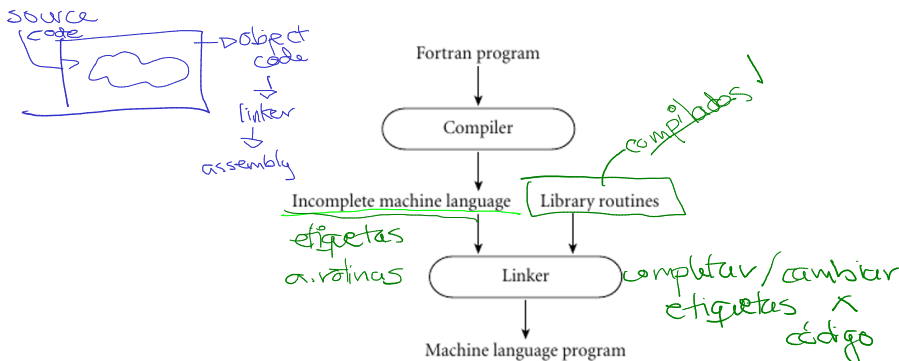 source
code
object
code
linker
assembly
Fortran program
Compiler
compilados
Incomplete machine language
Library routines
etiquetas
a.rotinas
Linker
completar / cambiar
etiquetas x
código
Machine language program